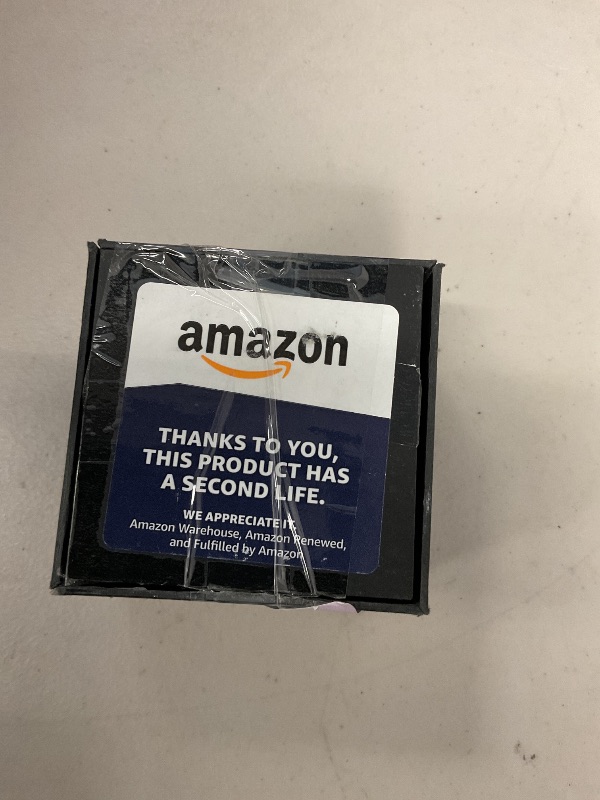 amazon
THANKS TO YOU,
THIS PRODUCT HAS
A SECOND LIFE.
WE APPRECIATE IT.
Amazon Warehouse, Amazon Renewed,
and Fulfilled by Amazon